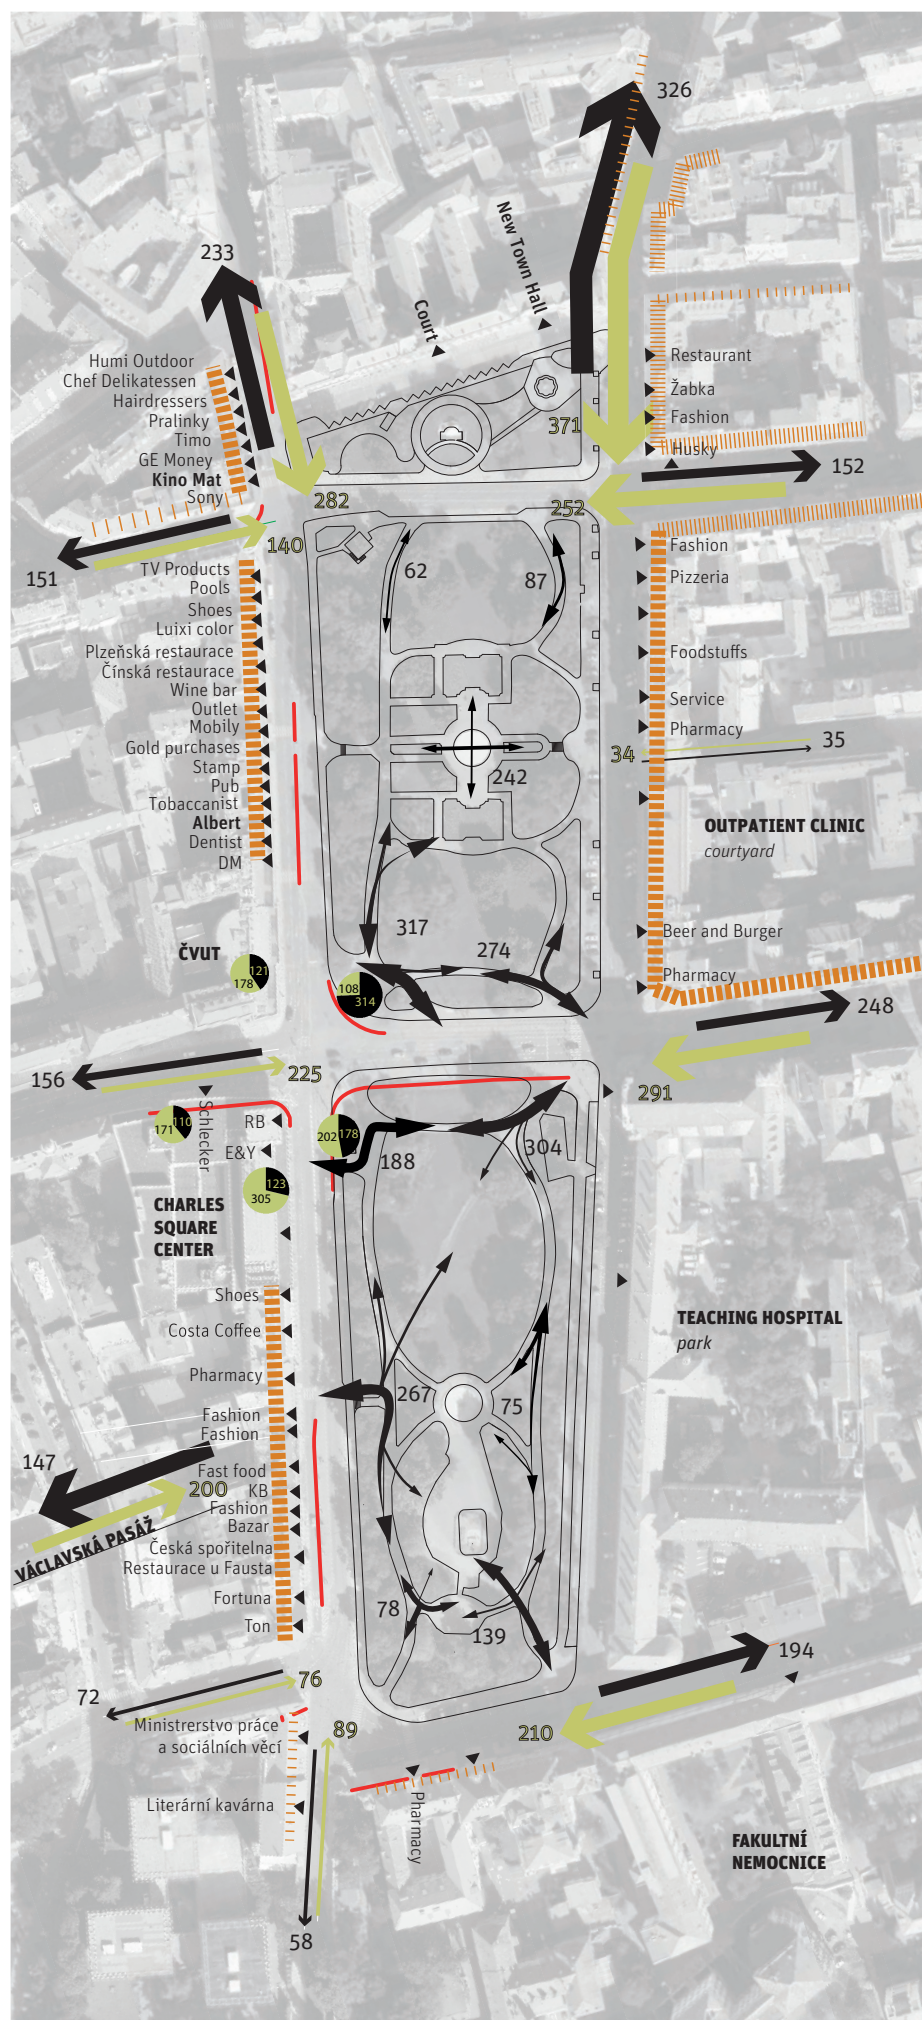 326
New Town Hall
233
Court
Humi Outdoor
Chef Delikatessen
Hairdressers
Pralinky
Timo
GE Money
Kino Mat
Sony
Restaurant
Žabka
Fashion
Husky
371
152
282
252
140
151
62
87
TV Products
Pools
Shoes
Luixi color
Plzeňská restaurace
Čínská restaurace
Wine bar
Outlet
Mobily
Gold purchases
Stamp
Pub
Tobaccanist
Albert
Dentist
DM
Fashion
Pizzeria
Foodstuffs
Service
Pharmacy
34
35
242
OUTPATIENT CLINIC
courtyard
317
274
Beer and Burger
Pharmacy
ČVUT
121
178
108
314
248
156
225
291
Schlecker
RB
E&Y
110
171
202
178
188
304
123
305
CHARLES
SQUARE
CENTER
Shoes
Costa Coffee
Pharmacy
Fashion
Fashion
Fast food
KB
Fashion
Bazar
Česká spořitelna
Restaurace u Fausta
Fortuna
Ton
TEACHING HOSPITAL
park
267
75
147
200
VÁCLAVSKÁ PASÁŽ
78
139
194
72
76
89
210
Ministrerstvo práce
a sociálních věcí
Literární kavárna
Pharmacy
FAKULTNÍ
NEMOCNICE
58